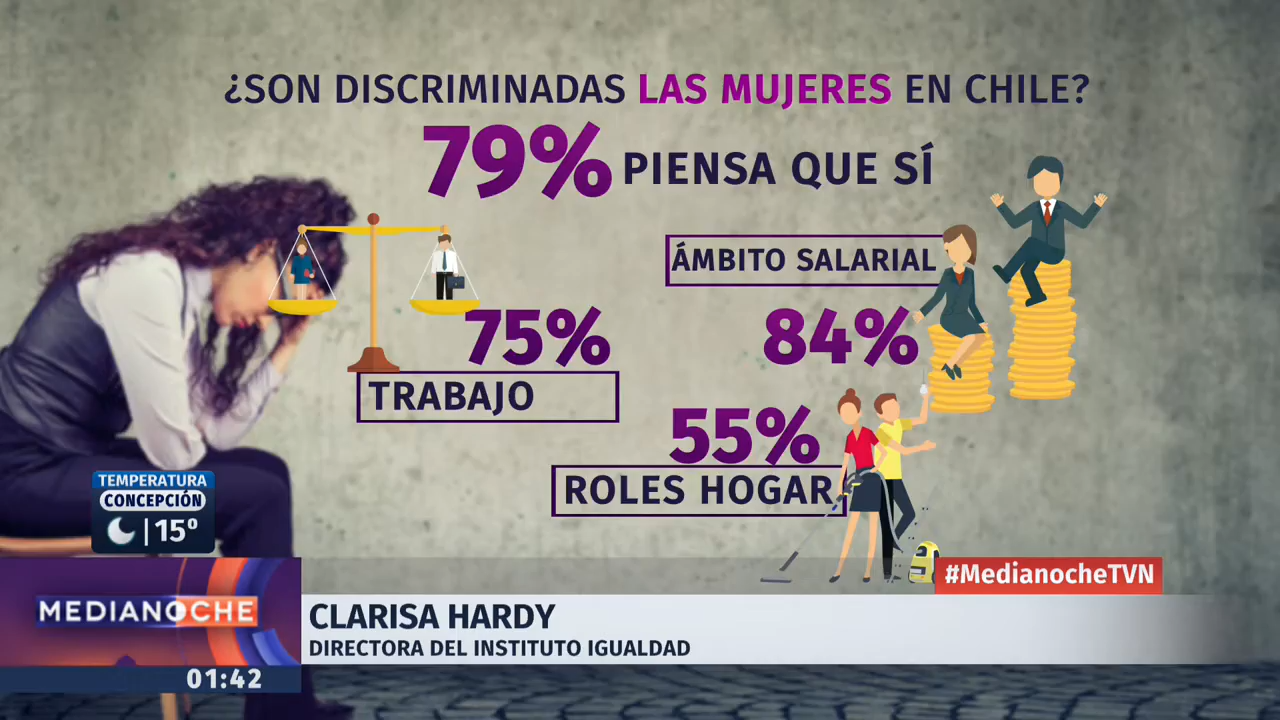 ¿SON DISCRIMINADAS LAS MUJERES EN CHILE?
79% PIENSA QUE SÍ
ÁMBITO SALARIAL
84%
75%
TRABAJO
55%
ROLES HOGAR
TEMPERATURA
CONCEPCIÓN
15º
#MedianocheTVN
MEDIANOCHE
CLARISA HARDY
DIRECTORA DEL INSTITUTO IGUALDAD
01:42